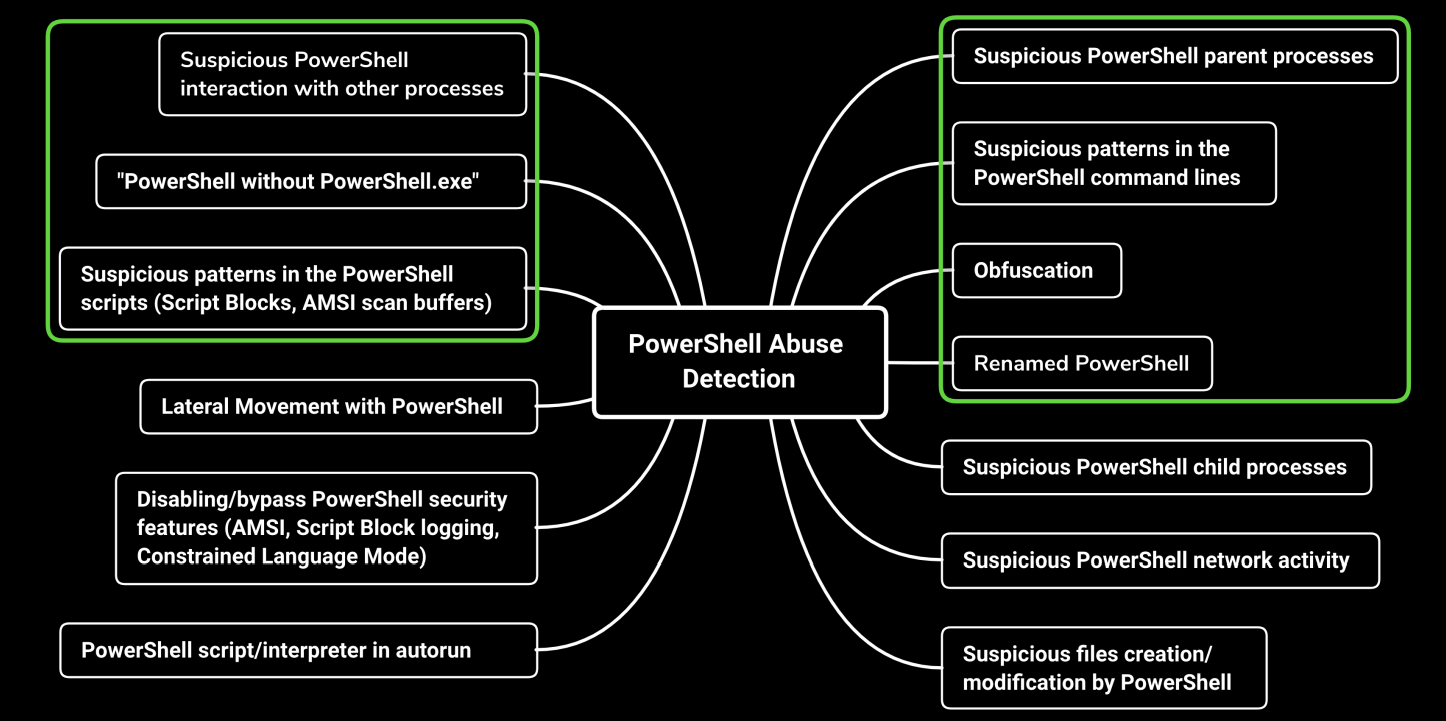 Suspicious PowerShell
interaction with other processes
"PowerShell without PowerShell.exe"
Suspicious patterns in the PowerShell
scripts (Script Blocks, AMSI scan buffers)
Lateral Movement with PowerShell
Disabling/bypass PowerShell security
features (AMSI, Script Block logging,
Constrained Language Mode)
PowerShell script/interpreter in autorun
PowerShell Abuse
Detection
Suspicious PowerShell parent processes
Suspicious patterns in the
PowerShell command lines
Obfuscation
Renamed PowerShell
Suspicious PowerShell child processes
Suspicious PowerShell network activity
Suspicious files creation/
modification by PowerShell